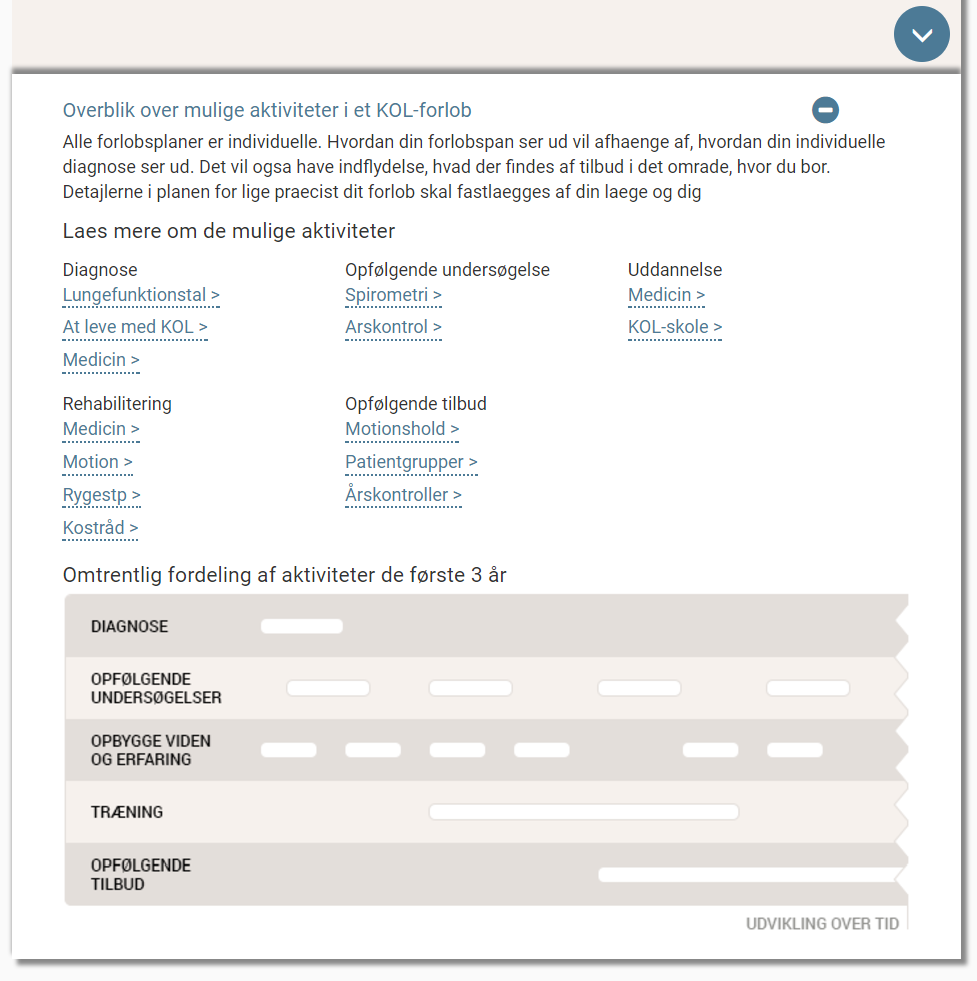 Overblik over mulige aktiviteter i et KOL-forlob
Alle forlobsplaner er individuelle. Hvordan din forlobspan ser ud vil afhaenge af, hvordan din individuelle
diagnose ser ud. Det vil ogsa have indflydelse, hvad der findes af tilbud i det omrade, hvor du bor.
Detajlerne i planen for lige praecist dit forlob skal fastlaegges af din laege og dig
Laes mere om de mulige aktiviteter
Diagnose
Lungefunktionstal >
At leve med KOL >
Medicin >
Opfølgende undersøgelse
Spirometri >
Arskontrol >
Uddannelse
Medicin >
KOL-skole >
Rehabilitering
Medicin >
Motion >
Rygestp >
Kostråd >
Opfølgende tilbud
Motionshold >
Patientgrupper >
Årskontroller >
Omtrentlig fordeling af aktiviteter de første 3 år
DIAGNOSE
OPFØLGENDE
UNDERSØGELSER
OPBYGGE VIDEN
OG ERFARING
TRÆNING
OPFØLGENDE
TILBUD
UDVIKLING OVER TID